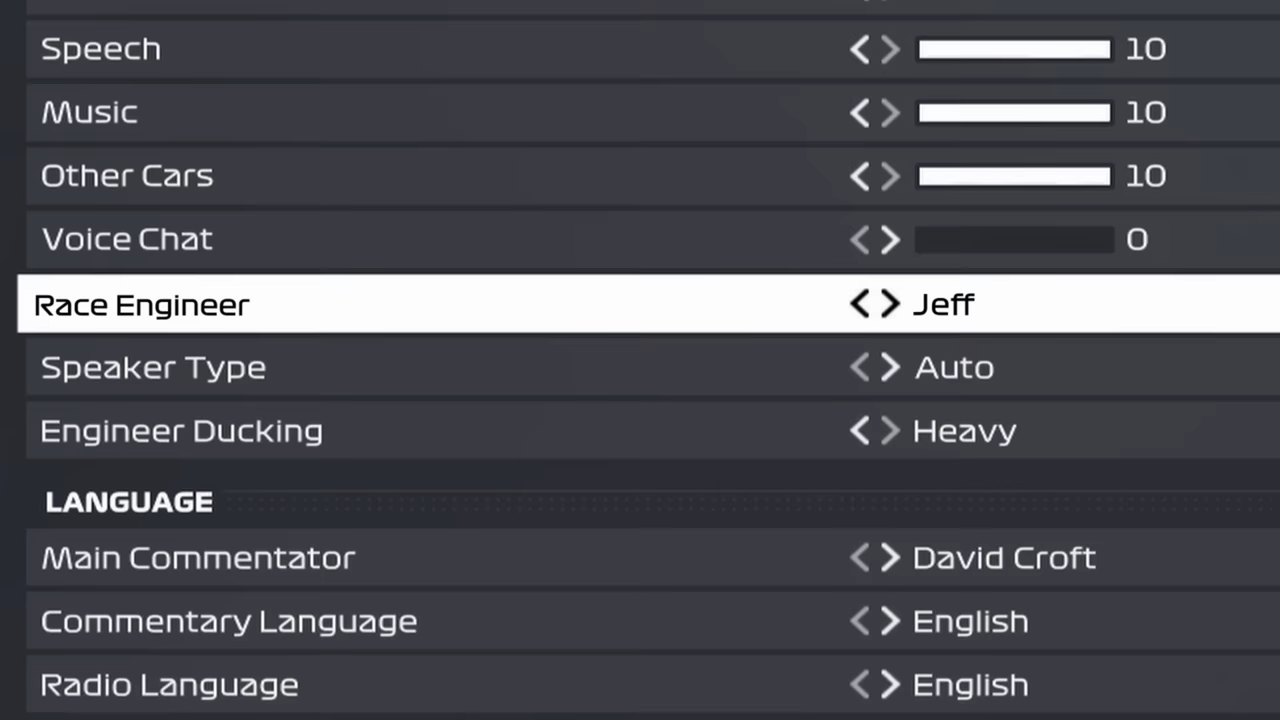 Speech 10
Music 10
Other Cars 10
Voice Chat 0
Race Engineer Jeff
Speaker Type Auto
Engineer Ducking Heavy
LANGUAGE
Main Commentator David Croft
Commentary Language English
Radio Language English